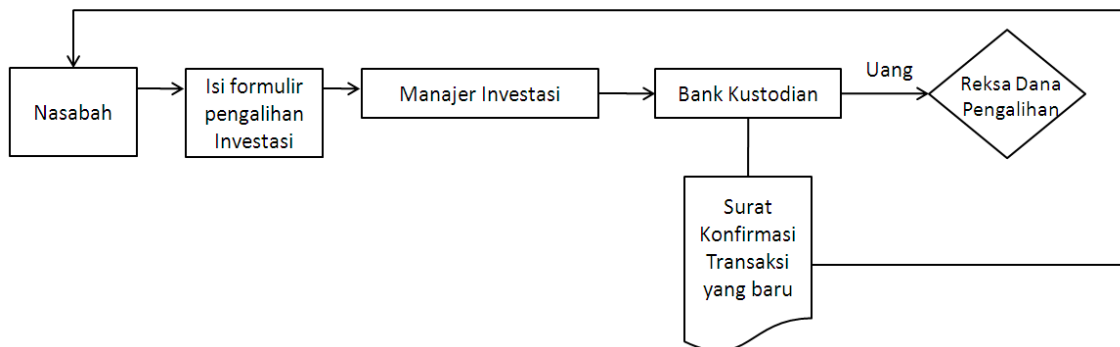 Nasabah
Isi formulir
pengalihan
Investasi
Manajer Investasi
Bank Kustodian
Uang
Reksa Dana
Pengalihan
Surat
Konfirmasi
Transaksi
yang baru